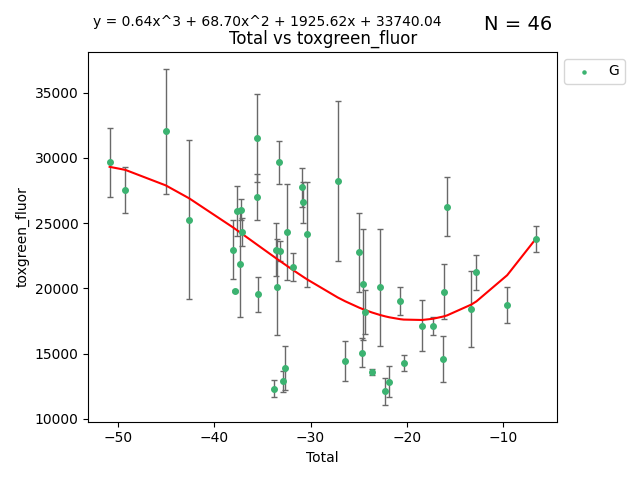 y = 0.64x^3 + 68.70x^2 + 1925.62x + 33740.04
N = 46
Total vs toxgreen_fluor
G
35000
30000
25000
20000
15000
10000
toxgreen_fluor
−50
−40
−30
−20
−10
Total